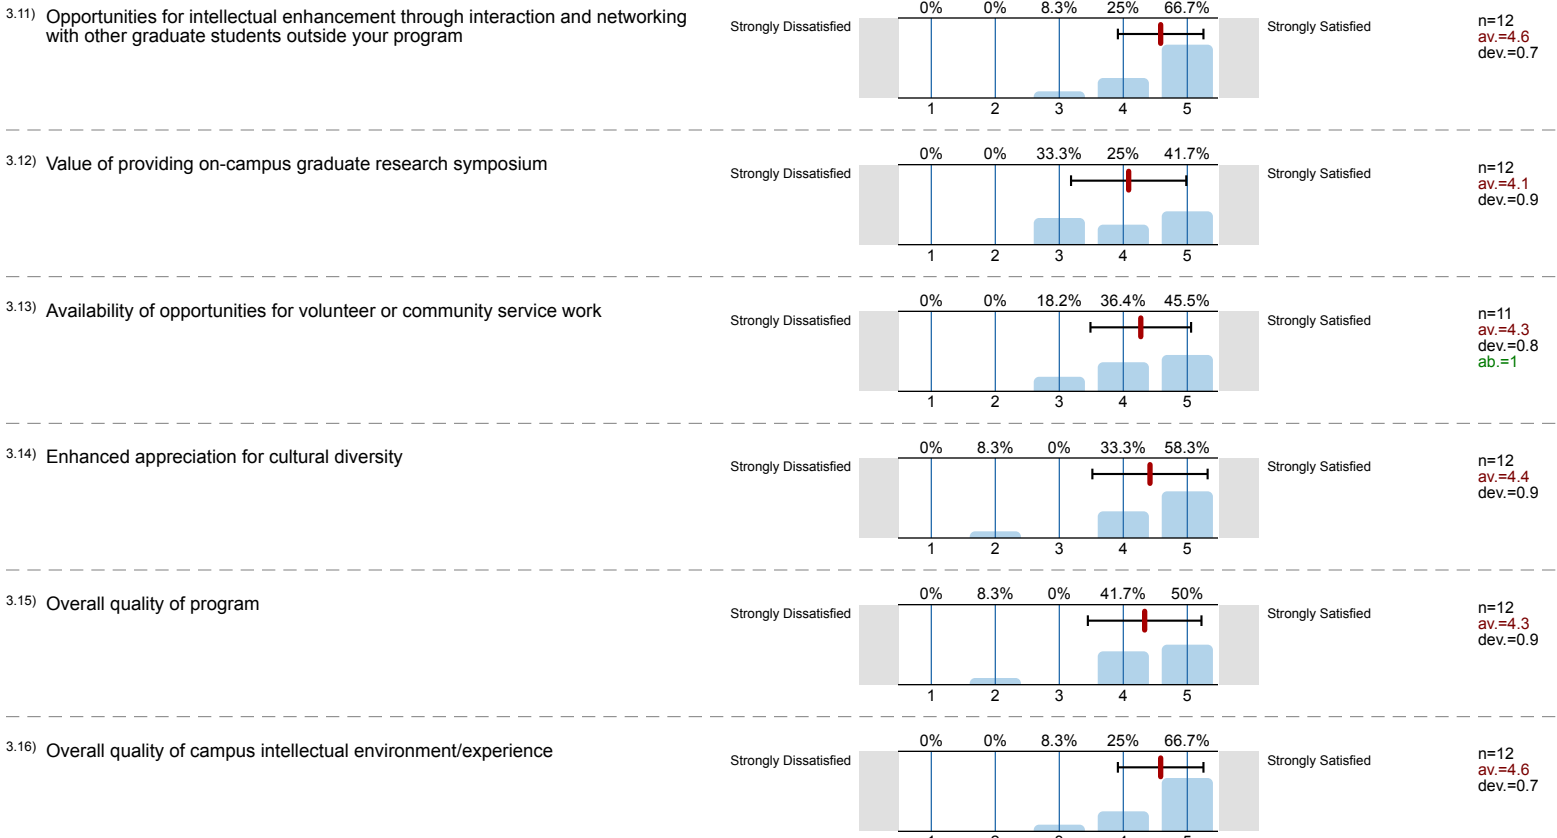 3.11) Opportunities for intellectual enhancement through interaction and networking
with other graduate students outside your program
Strongly Dissatisfied
0% 0% 8.3% 25% 66.7%
1 2 3 4 5
Strongly Satisfied
n=12
av.=4.6
dev.=0.7
3.12) Value of providing on-campus graduate research symposium
Strongly Dissatisfied
0% 0% 33.3% 25% 41.7%
1 2 3 4 5
Strongly Satisfied
n=12
av.=4.1
dev.=0.9
3.13) Availability of opportunities for volunteer or community service work
Strongly Dissatisfied
0% 0% 18.2% 36.4% 45.5%
1 2 3 4 5
Strongly Satisfied
n=11
av.=4.3
dev.=0.8
ab.=1
3.14) Enhanced appreciation for cultural diversity
Strongly Dissatisfied
0% 8.3% 0% 33.3% 58.3%
1 2 3 4 5
Strongly Satisfied
n=12
av.=4.4
dev.=0.9
3.15) Overall quality of program
Strongly Dissatisfied
0% 8.3% 0% 41.7% 50%
1 2 3 4 5
Strongly Satisfied
n=12
av.=4.3
dev.=0.9
3.16) Overall quality of campus intellectual environment/experience
Strongly Dissatisfied
0% 0% 8.3% 25% 66.7%
Strongly Satisfied
n=12
av.=4.6
dev.=0.7